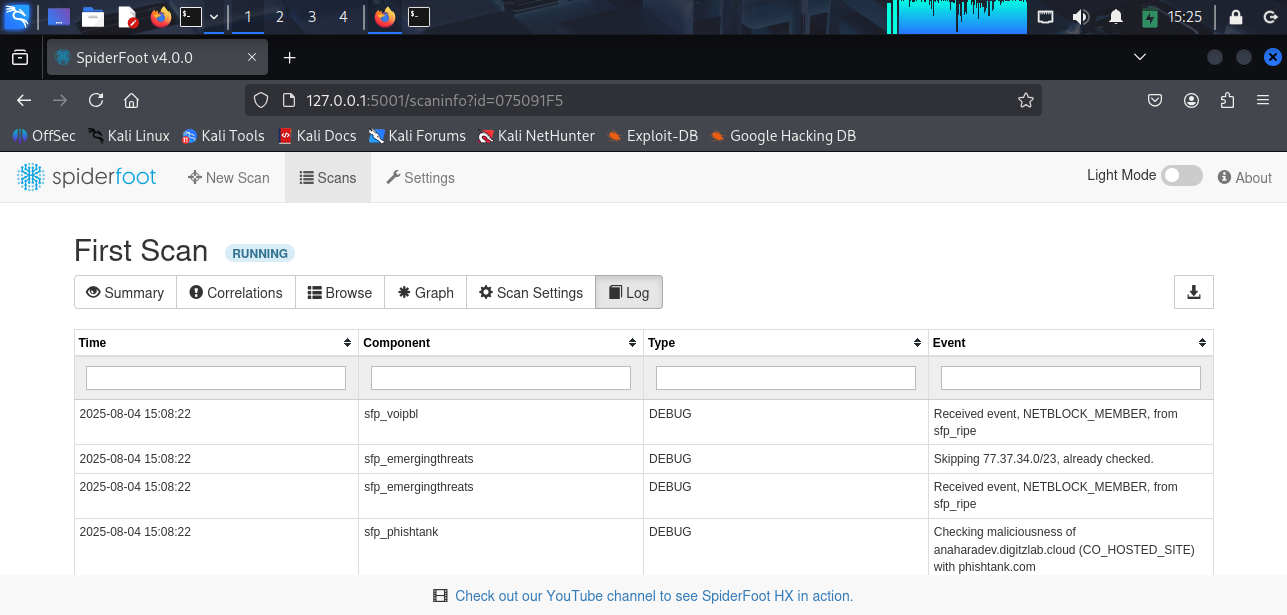 1 2 3 4 15:25
SpiderFoot v4.0.0
127.0.0.1:5001/scaninfo?id=075091F5
OffSec Kali Linux Kali Tools Kali Docs Kali Forums Kali NetHunter Exploit-DB Google Hacking DB
spiderfoot New Scan Scans Settings Light Mode About
First Scan RUNNING
Summary Correlations Browse Graph Scan Settings Log
Time Component Type Event
2025-08-04 15:08:22 sfp_voipbl DEBUG Received event, NETBLOCK_MEMBER, from
sfp_ripe
2025-08-04 15:08:22 sfp_emergingthreats DEBUG Skipping 77.37.34.0/23, already checked.
2025-08-04 15:08:22 sfp_emergingthreats DEBUG Received event, NETBLOCK_MEMBER, from
sfp_ripe
2025-08-04 15:08:22 sfp_phishtank DEBUG Checking maliciousness of
anaharadev.digitzlab.cloud (CO_HOSTED_SITE)
with phishtank.com
Check out our YouTube channel to see SpiderFoot HX in action.